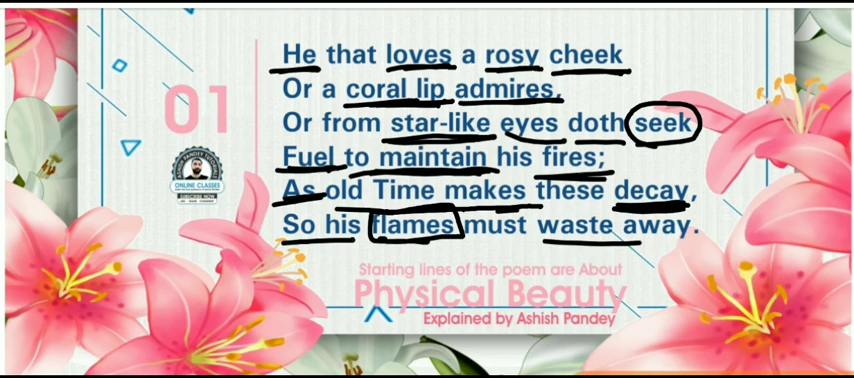 He that loves a rosy cheek
Or a coral lip admires,
Or from star-like eyes doth seek
Fuel to maintain his fires;
As old Time makes these decay,
So his flames must waste away.
01
ONLINE CLASSES
Starting lines of the poem are About
Physical Beauty
Explained by Ashish Pandey